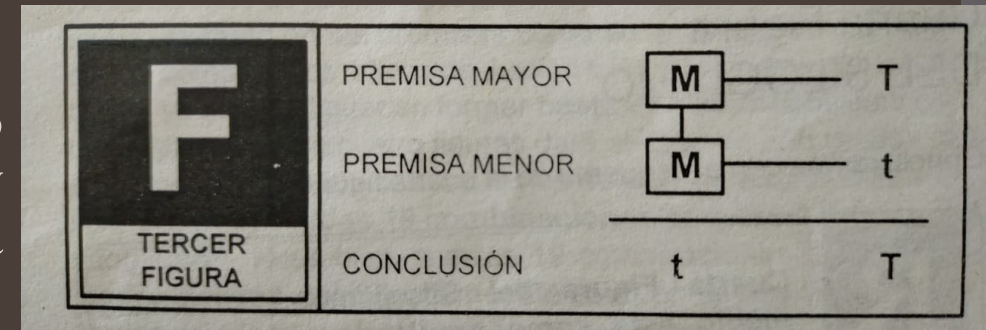 F
TERCER
FIGURA
PREMISA MAYOR M T
PREMISA MENOR M t
CONCLUSIÓN t T